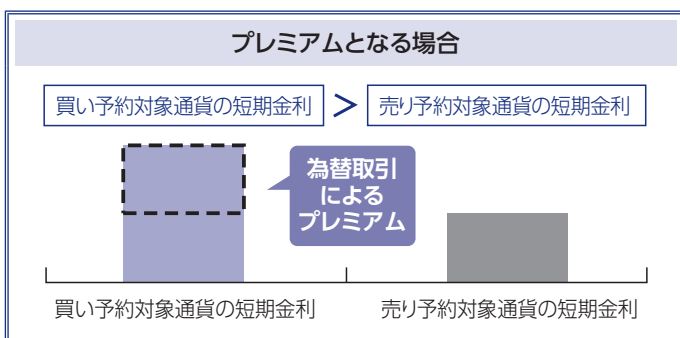 プレミアムとなる場合
買い予約対象通貨の短期金利 > 売り予約対象通貨の短期金利
為替取引
による
プレミアム
買い予約対象通貨の短期金利 売り予約対象通貨の短期金利